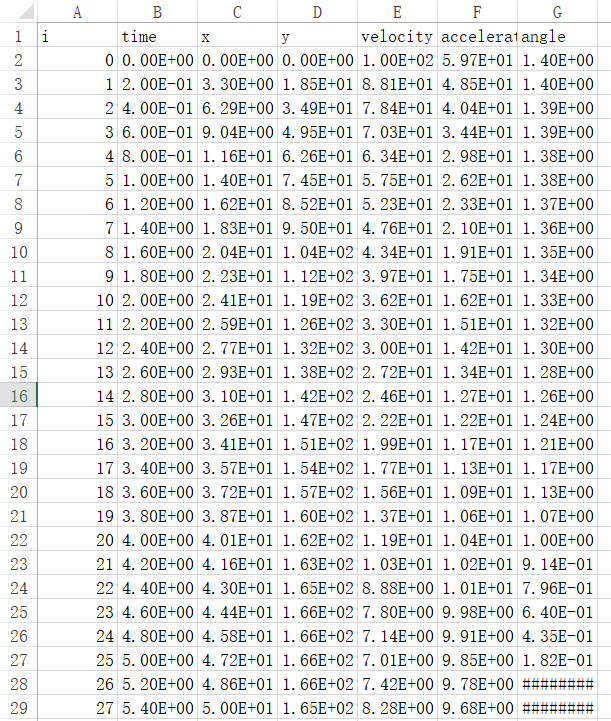 A B C D E F G
1 i time x y velocity accelerat angle
2 0 0.00E+00 0.00E+00 0.00E+00 1.00E+02 5.97E+01 1.40E+00
3 1 2.00E-01 3.30E+00 1.85E+01 8.81E+01 4.85E+01 1.40E+00
4 2 4.00E-01 6.29E+00 3.49E+01 7.84E+01 4.04E+01 1.39E+00
5 3 6.00E-01 9.04E+00 4.95E+01 7.03E+01 3.44E+01 1.39E+00
6 4 8.00E-01 1.16E+01 6.26E+01 6.34E+01 2.98E+01 1.38E+00
7 5 1.00E+00 1.40E+01 7.45E+01 5.75E+01 2.62E+01 1.38E+00
8 6 1.20E+00 1.62E+01 8.52E+01 5.23E+01 2.33E+01 1.37E+00
9 7 1.40E+00 1.83E+01 9.50E+01 4.76E+01 2.10E+01 1.36E+00
10 8 1.60E+00 2.04E+01 1.04E+02 4.34E+01 1.91E+01 1.35E+00
11 9 1.80E+00 2.23E+01 1.12E+02 3.97E+01 1.75E+01 1.34E+00
12 10 2.00E+00 2.41E+01 1.19E+02 3.62E+01 1.62E+01 1.33E+00
13 11 2.20E+00 2.59E+01 1.26E+02 3.30E+01 1.51E+01 1.32E+00
14 12 2.40E+00 2.77E+01 1.32E+02 3.00E+01 1.42E+01 1.30E+00
15 13 2.60E+00 2.93E+01 1.38E+02 2.72E+01 1.34E+01 1.28E+00
16 14 2.80E+00 3.10E+01 1.42E+02 2.46E+01 1.27E+01 1.26E+00
17 15 3.00E+00 3.26E+01 1.47E+02 2.22E+01 1.22E+01 1.24E+00
18 16 3.20E+00 3.41E+01 1.51E+02 1.99E+01 1.17E+01 1.21E+00
19 17 3.40E+00 3.57E+01 1.54E+02 1.77E+01 1.13E+01 1.17E+00
20 18 3.60E+00 3.72E+01 1.57E+02 1.56E+01 1.09E+01 1.13E+00
21 19 3.80E+00 3.87E+01 1.60E+02 1.37E+01 1.06E+01 1.07E+00
22 20 4.00E+00 4.01E+01 1.62E+02 1.19E+01 1.04E+01 1.00E+00
23 21 4.20E+00 4.16E+01 1.63E+02 1.03E+01 1.02E+01 9.14E-01
24 22 4.40E+00 4.30E+01 1.65E+02 8.88E+00 1.01E+01 7.96E-01
25 23 4.60E+00 4.44E+01 1.66E+02 7.80E+00 9.98E+00 6.40E-01
26 24 4.80E+00 4.58E+01 1.66E+02 7.14E+00 9.91E+00 4.35E-01
27 25 5.00E+00 4.72E+01 1.66E+02 7.01E+00 9.85E+00 1.82E-01
28 26 5.20E+00 4.86E+01 1.66E+02 7.42E+00 9.78E+00 ########
29 27 5.40E+00 5.00E+01 1.65E+02 8.28E+00 9.68E+00 ########